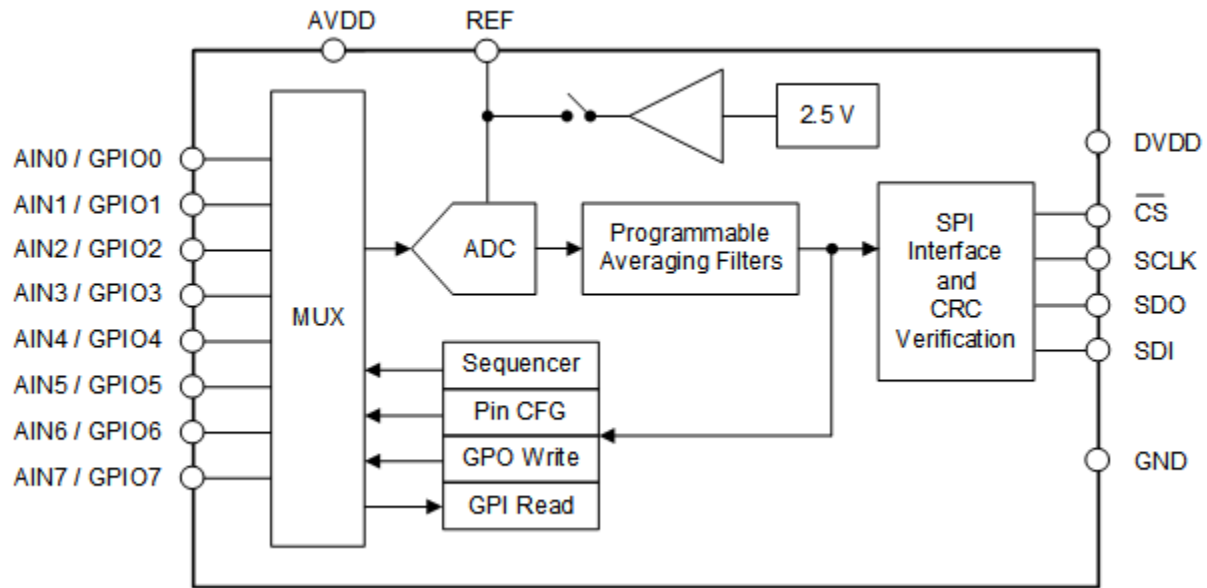 AVDD
REF
2.5 V
DVDD
AIN0 / GPIO0
AIN1 / GPIO1
AIN2 / GPIO2
AIN3 / GPIO3
AIN4 / GPIO4
AIN5 / GPIO5
AIN6 / GPIO6
AIN7 / GPIO7
MUX
ADC
Programmable
Averaging Filters
Sequencer
Pin CFG
GPO Write
GPI Read
SPI
Interface
and
CRC
Verification
CS
SCLK
SDO
SDI
GND